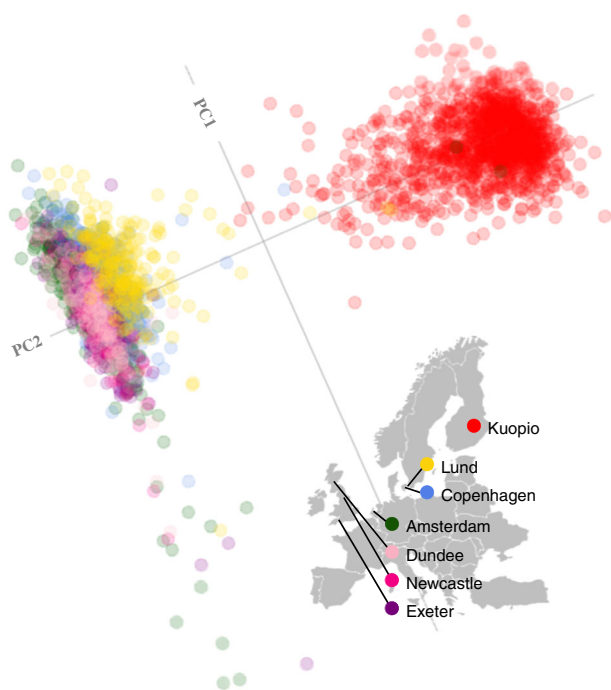 PC1
PC2
Kuopio
Lund
Copenhagen
Amsterdam
Dundee
Newcastle
Exeter